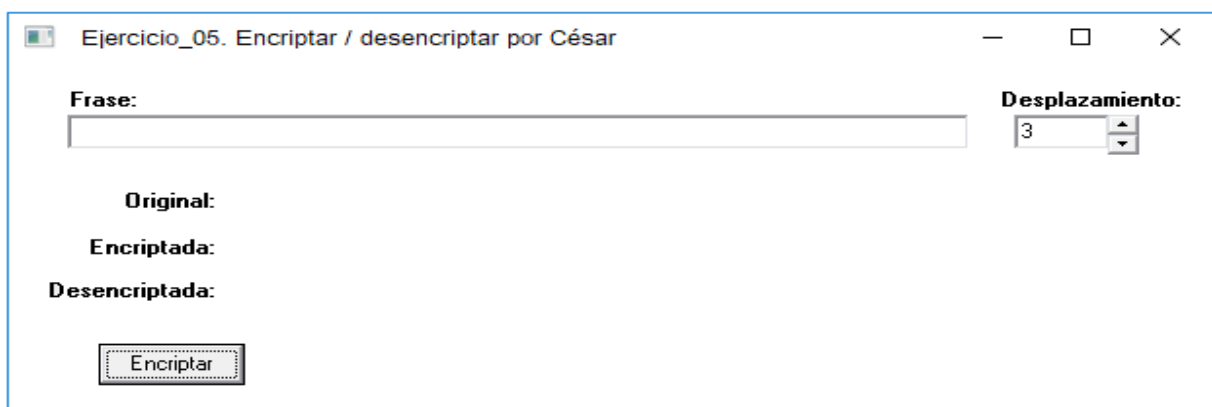 Ejercicio_05. Encriptar / desencriptar por César
Frase: Desplazamiento:
3
Original:
Encriptada:
Desencriptada:
Encriptar